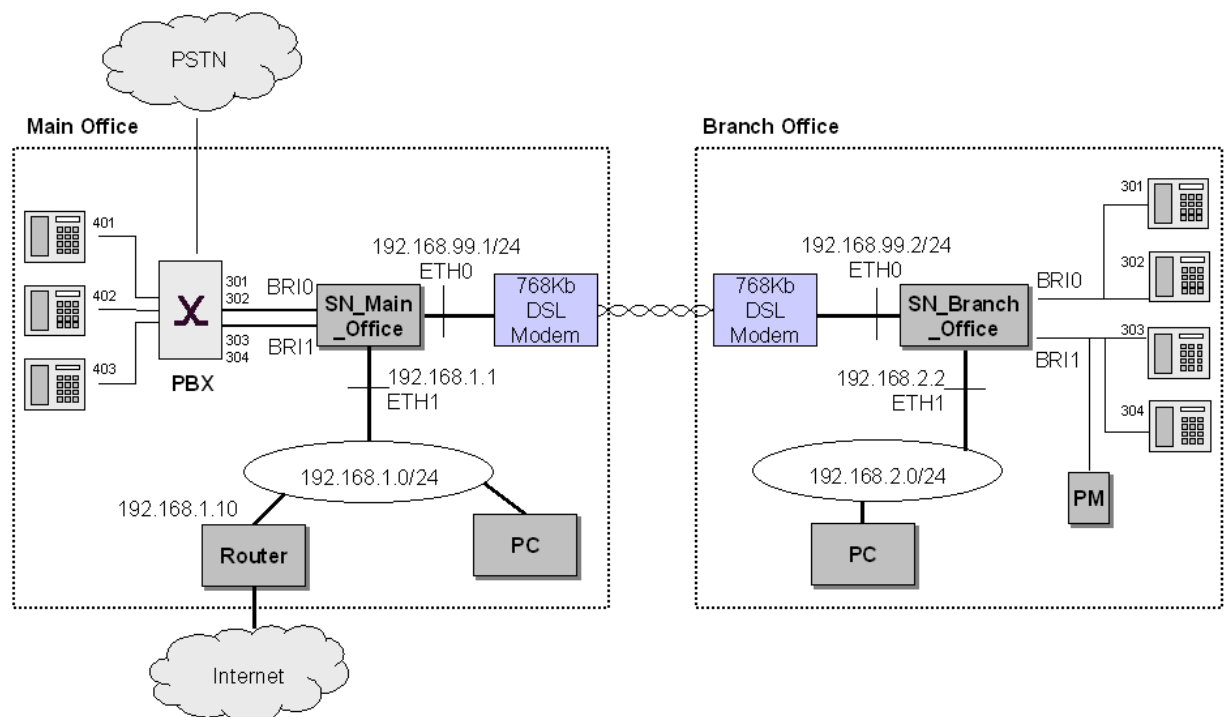 PSTN
Main Office
Branch Office
401
402
403
PBX
301
302
303
304
BRI0
BRI1
SN_Main
_Office
192.168.99.1/24
ETH0
768Kb
DSL
Modem
192.168.1.1
ETH1
192.168.1.0/24
192.168.1.10
Router
PC
Internet
768Kb
DSL
Modem
192.168.99.2/24
ETH0
SN_Branch
_Office
BRI0
BRI1
301
302
303
304
192.168.2.2
ETH1
192.168.2.0/24
PC
PM